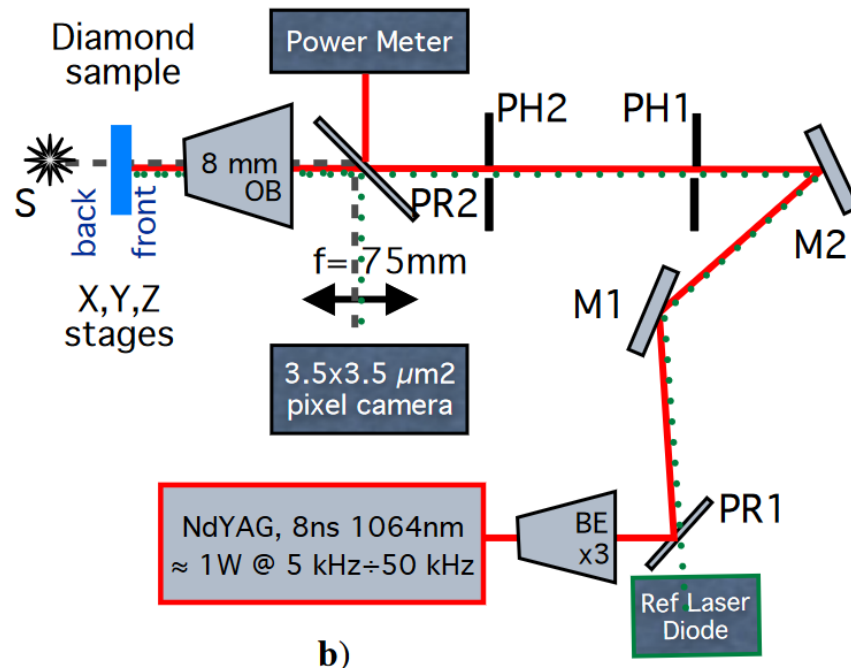 Power Meter
Diamond
sample
PH2
PH1
8 mm
OB
S
back
front
PR2
M2
f= 75mm
X,Y,Z
stages
M1
3.5x3.5 µm2
pixel camera
NdYAG, 8ns 1064nm
≈ 1W @ 5 kHz÷50 kHz
BE
x3
PR1
Ref Laser
Diode
b)